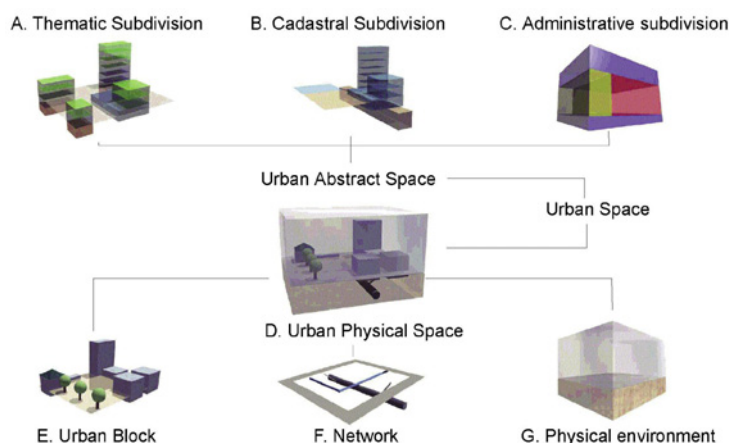 A. Thematic Subdivision
B. Cadastral Subdivision
C. Administrative subdivision
Urban Abstract Space
Urban Space
D. Urban Physical Space
E. Urban Block
F. Network
G. Physical environment